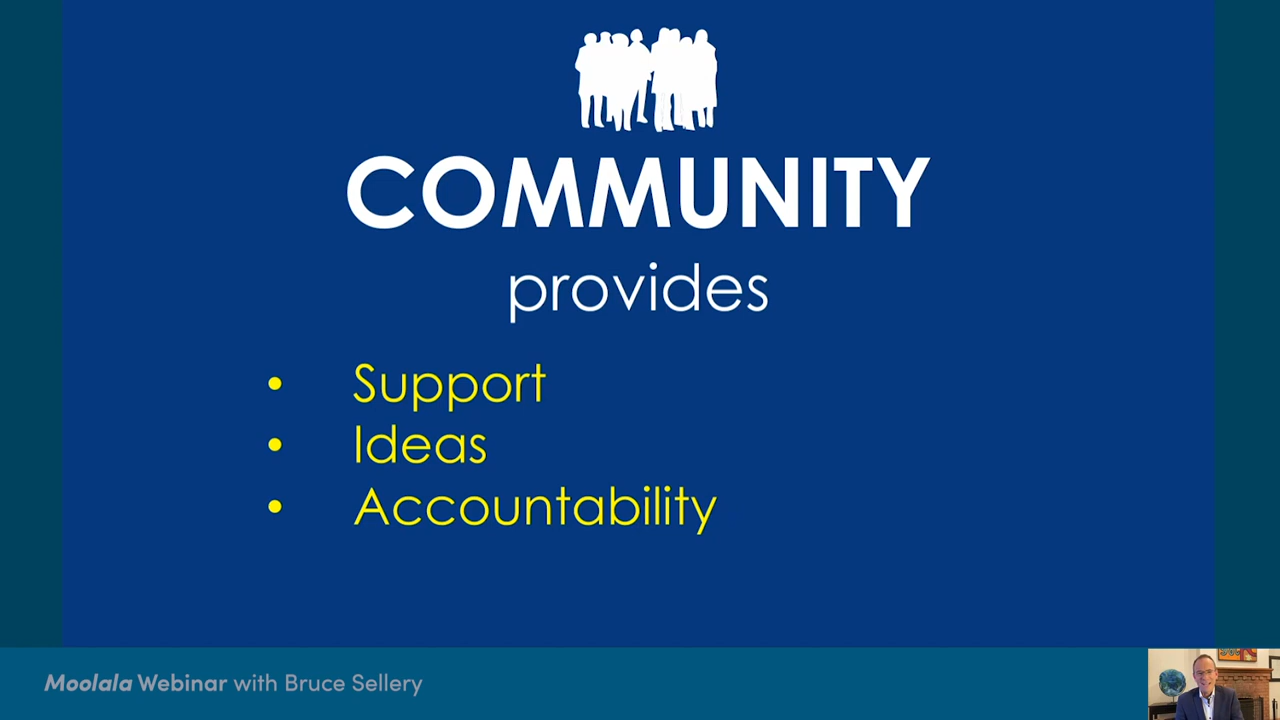 COMMUNITY
provides
• Support
• Ideas
• Accountability
Moolala Webinar with Bruce Sellery